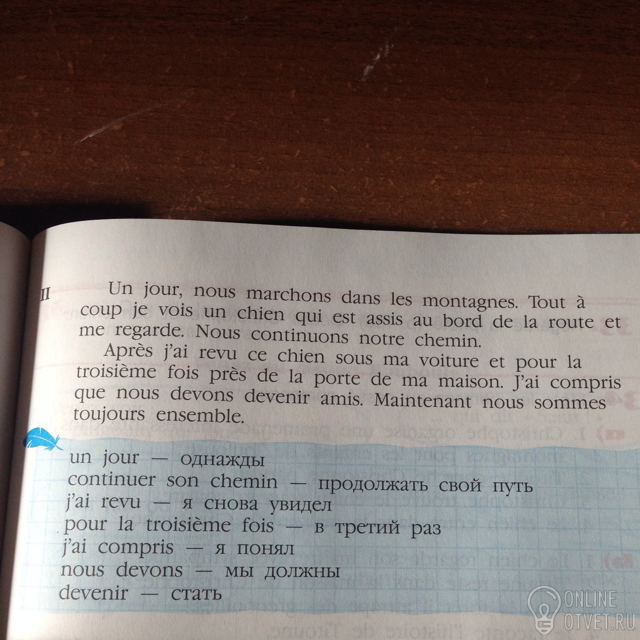 II
Un jour, nous marchons dans les montagnes. Tout à
coup je vois un chien qui est assis au bord de la route et
me regarde. Nous continuons notre chemin.
Après j'ai revu ce chien sous ma voiture et pour la
troisième fois près de la porte de ma maison. J'ai compris
que nous devons devenir amis. Maintenant nous sommes
toujours ensemble.
un jour — однажды
continuer son chemin — продолжать свой путь
j'ai revu — я снова увидел
pour la troisième fois — в третий раз
j'ai compris — я понял
nous devons — мы должны
devenir — стать
ONLINE
OTVET.RU